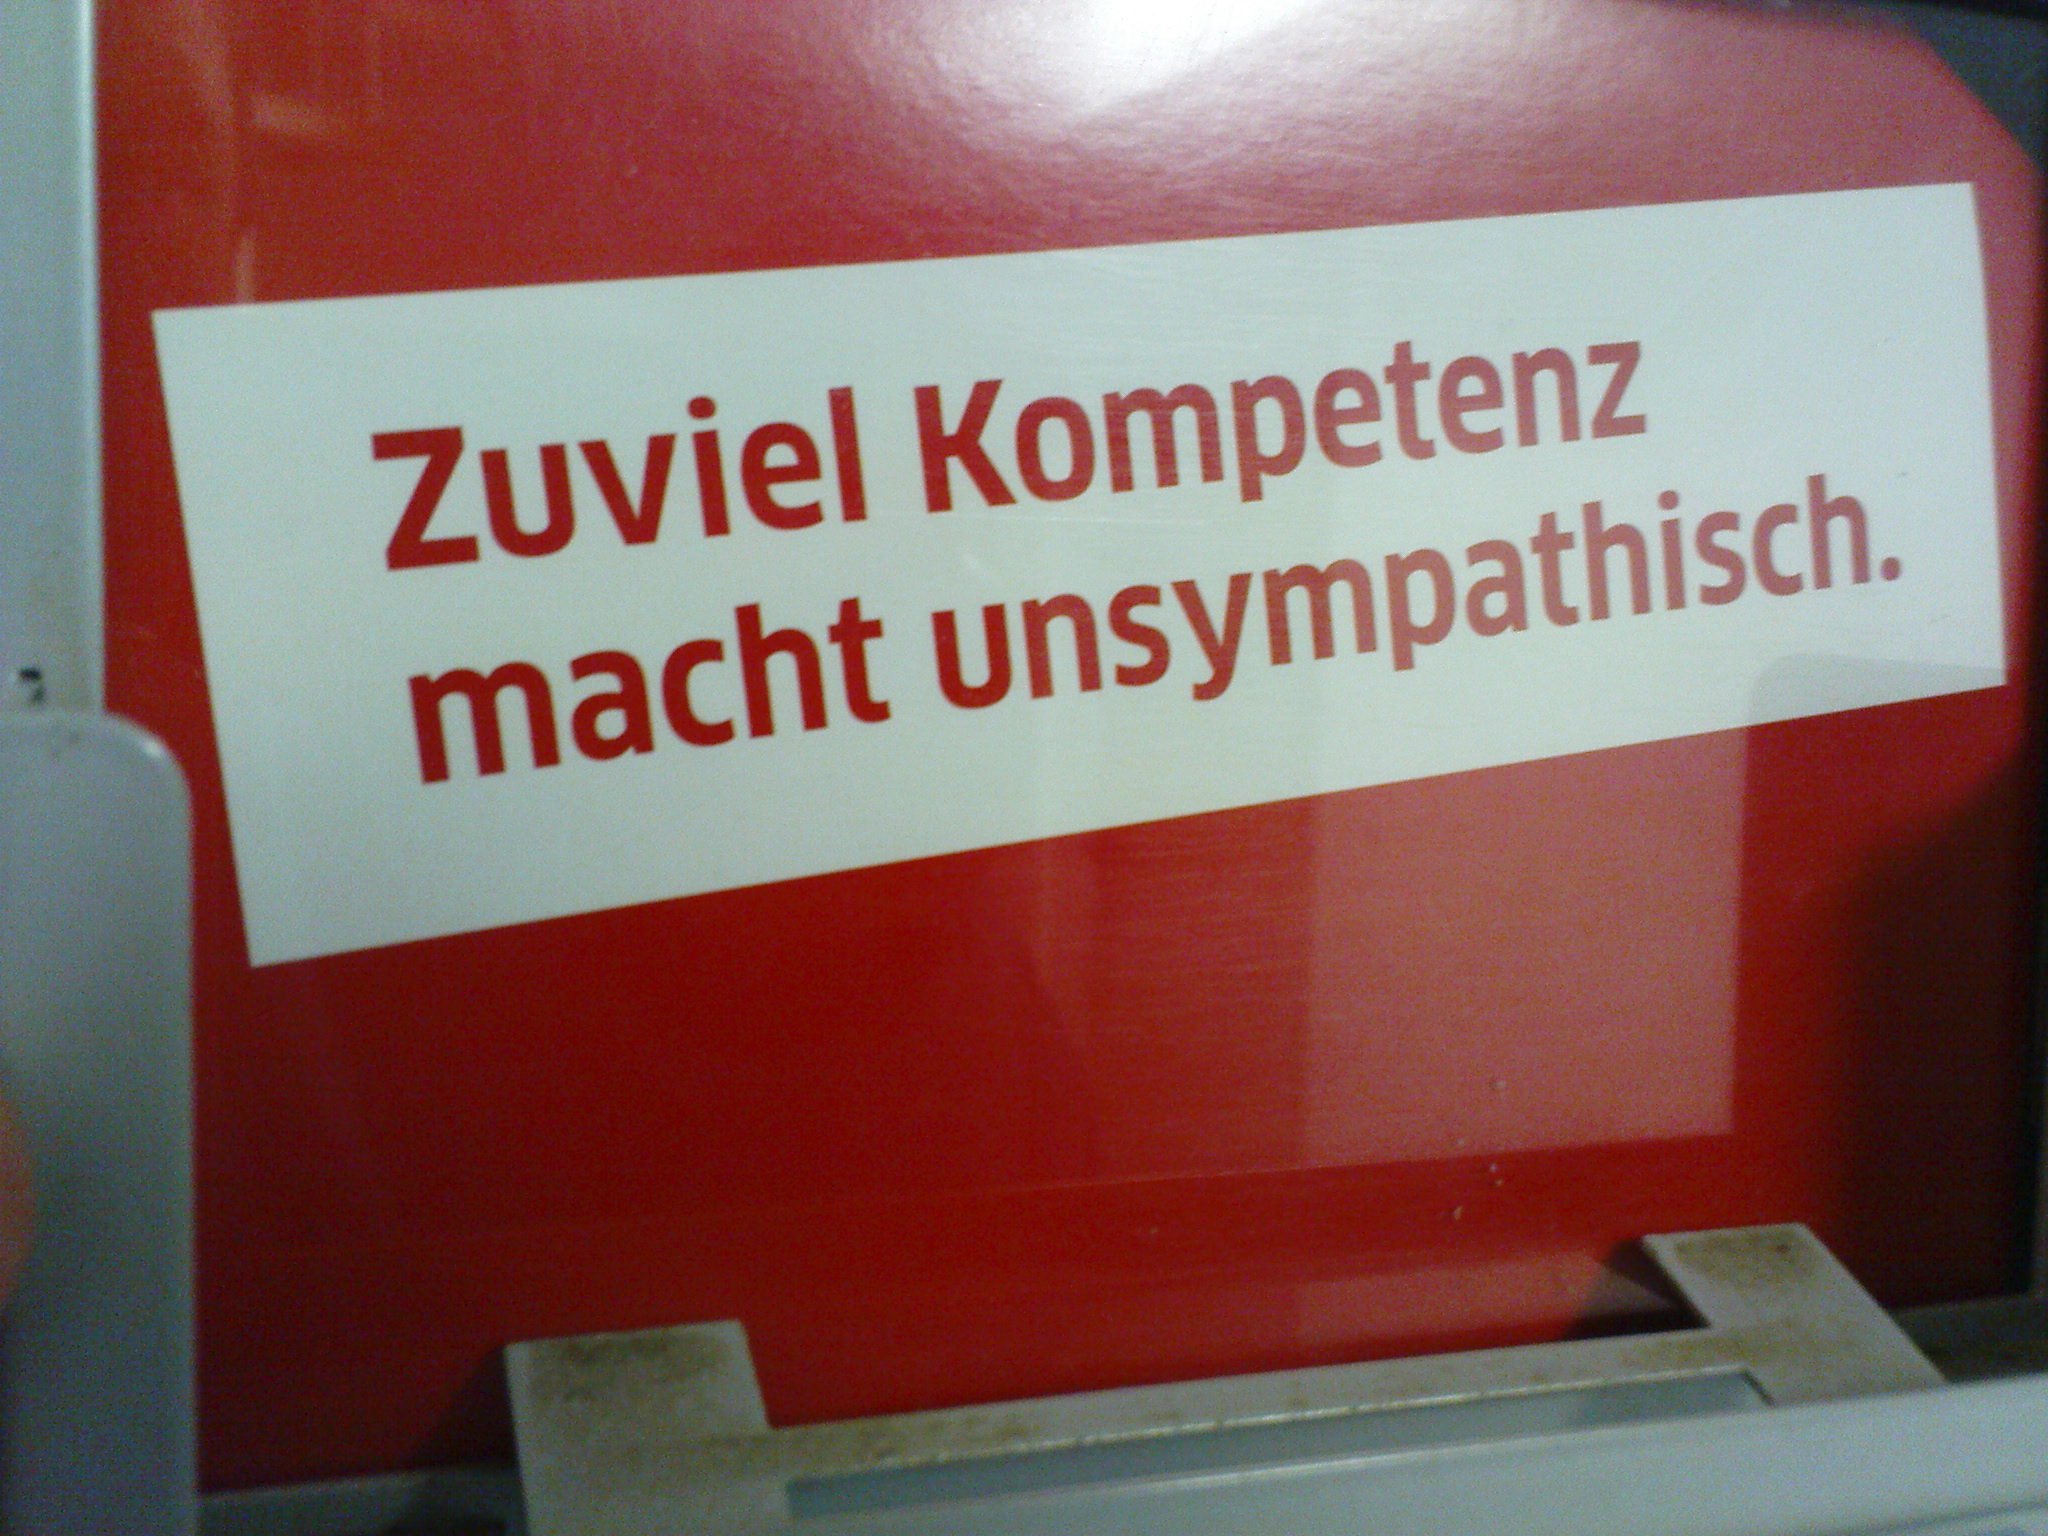 Zuviel Kompetenz
macht unsympathisch.